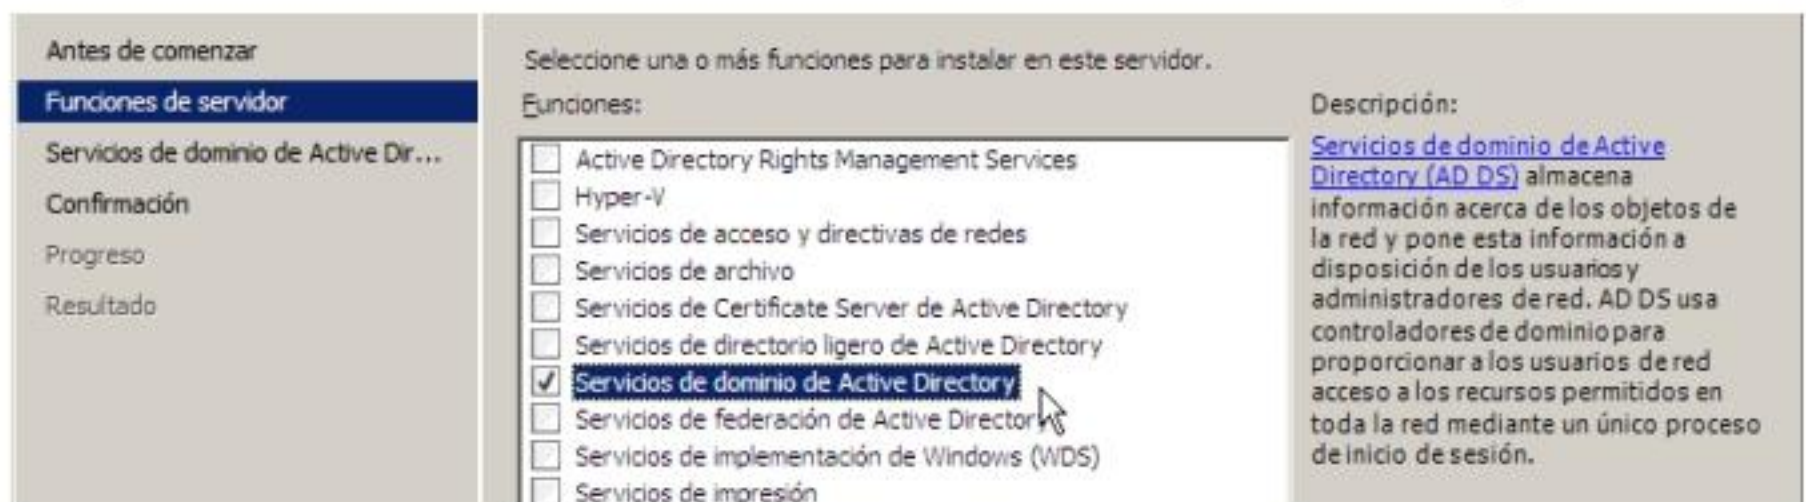 Antes de comenzar
Funciones de servidor
Servicios de dominio de Active Dir...
Confirmación
Progreso
Resultado
Seleccione una o más funciones para instalar en este servidor.
Funciones:
Active Directory Rights Management Services
Hyper-V
Servicios de acceso y directivas de redes
Servicios de archivo
Servicios de Certificate Server de Active Directory
Servicios de directorio ligero de Active Directory
Servicios de dominio de Active Directory
Servicios de federación de Active Directory
Servicios de implementación de Windows (WDS)
Servicios de impresión
Descripción:
Servicios de dominio de Active
Directory (AD DS) almacena
información acerca de los objetos de
la red y pone esta información a
disposición de los usuarios y
administradores de red. AD DS usa
controladores de dominio para
proporcionar a los usuarios de red
acceso a los recursos permitidos en
toda la red mediante un único proceso
de inicio de sesión.